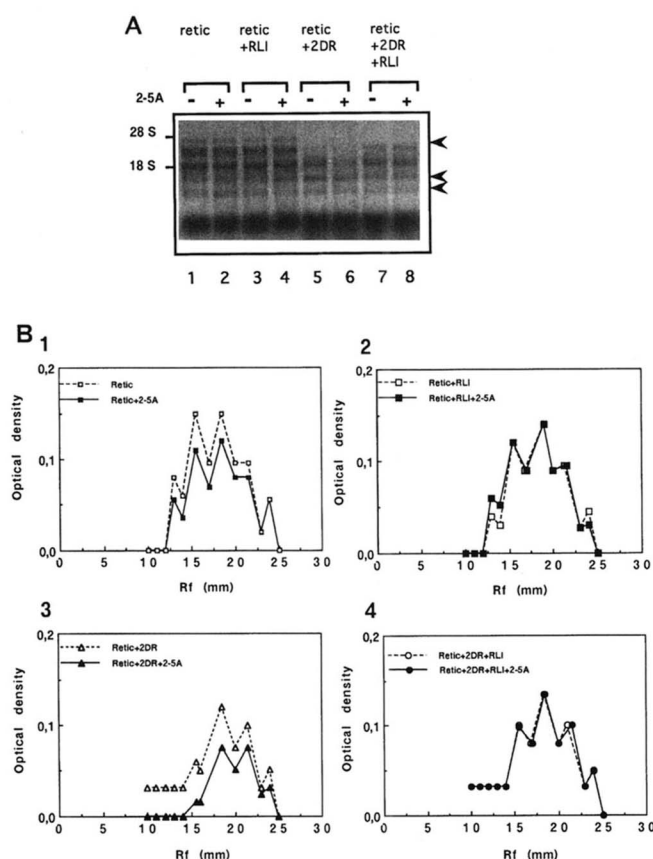 A
retic retic retic retic
+RLI +2DR +2DR
+RLI
2-5A - + - + - + - +
28 S
18 S
1 2 3 4 5 6 7 8
B
1
0,2
0,1
0,0
Optical density
Retic
Retic+2-5A
0 5 10 15 20 25 30
Rf (mm)
2
0,2
0,1
0,0
Optical density
Retic+RLI
Retic+RLI+2-5A
0 5 10 15 20 25 30
Rf (mm)
3
0,2
0,1
0,0
Optical density
Retic+2DR
Retic+2DR+2-5A
0 5 10 15 20 25 30
Rf (mm)
4
0,2
0,1
0,0
Optical density
Retic+2DR+RLI
Retic+2DR+RLI+2-5A
0 5 10 15 20 25 30
Rf (mm)